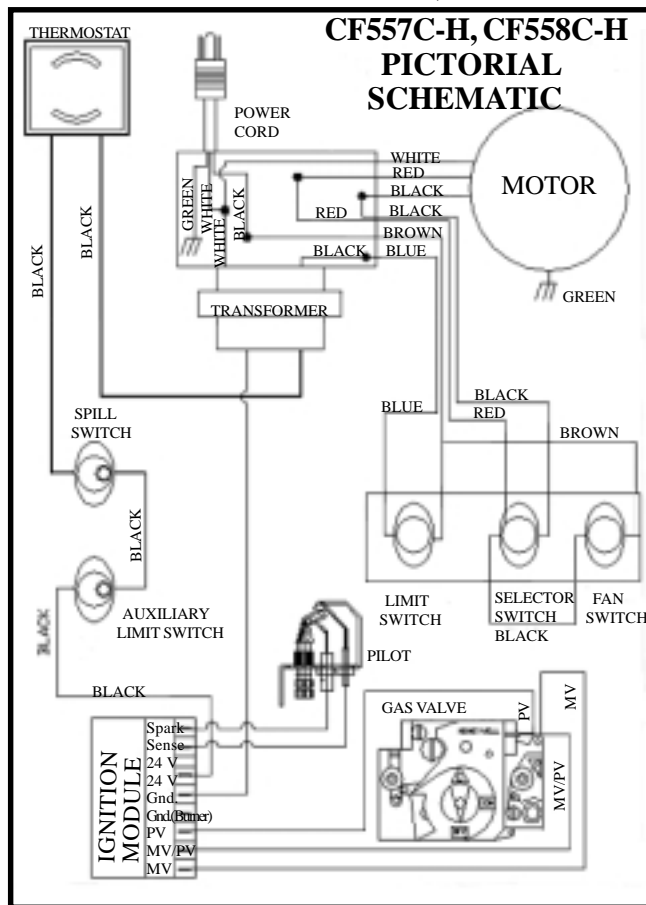 CF557C-H, CF558C-H
PICTORIAL
SCHEMATIC
THERMOSTAT
POWER
CORD
WHITE
RED
BLACK
MOTOR
GREEN
WHITE
WHITE
BLACK
RED
BLACK
BROWN
BLACK
BLUE
GREEN
BLACK
BLACK
TRANSFORMER
SPILL
SWITCH
BLUE
BLACK
RED
BROWN
BLACK
AUXILIARY
LIMIT SWITCH
BLACK
BLACK
LIMIT
SWITCH
SELECTOR
SWITCH
FAN
SWITCH
BLACK
PILOT
GAS VALVE
PV
MV
MV/PV
IGNITION
MODULE
Spark
Sense
24 V
24 V
Gnd.
Gnd.(Burner)
PV
MV/PV
MV